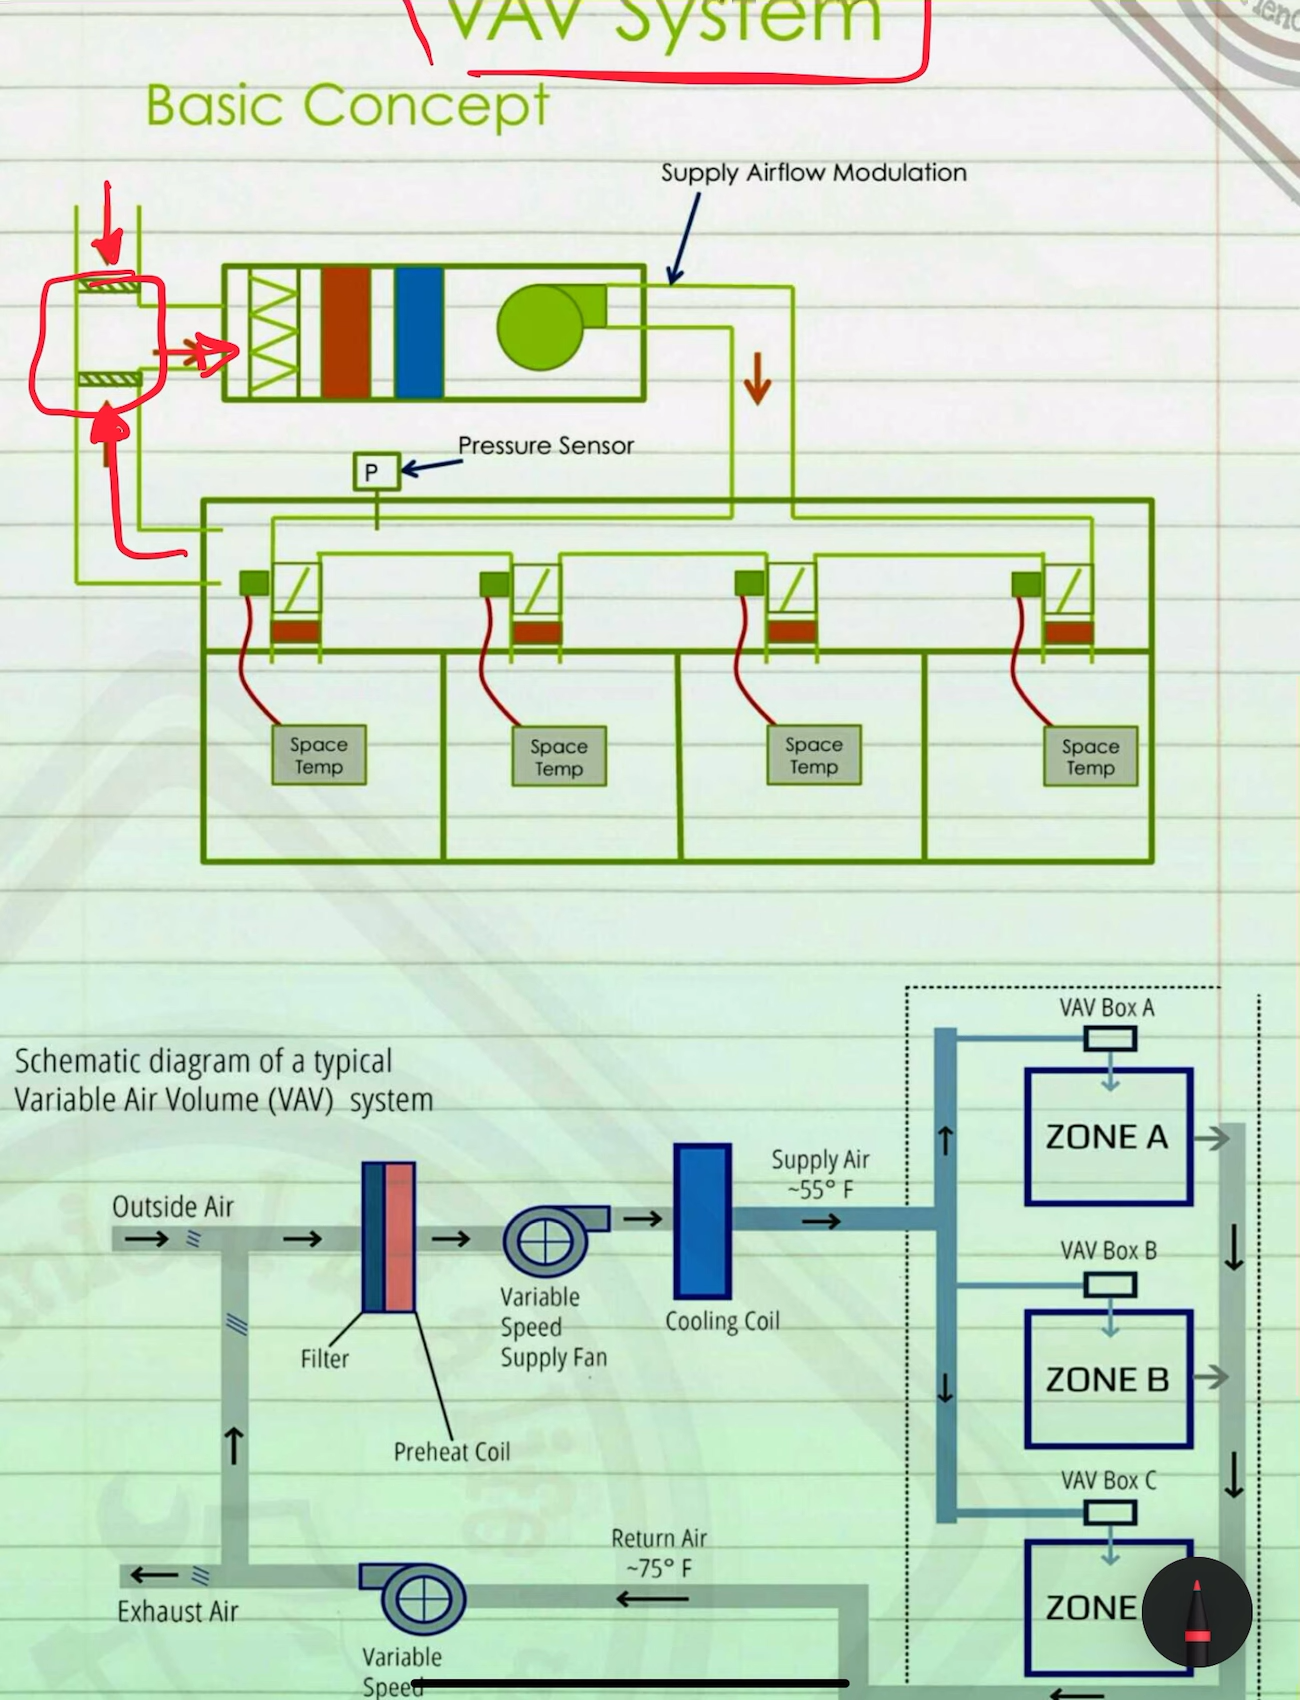 VAV System
Basic Concept
Supply Airflow Modulation
Pressure Sensor
P
Space
Temp
Space
Temp
Space
Temp
Space
Temp
Schematic diagram of a typical
Variable Air Volume (VAV) system
VAV Box A
ZONE A
Supply Air
~55° F
Outside Air
VAV Box B
Variable
Speed
Supply Fan
Cooling Coil
Filter
ZONE B
Preheat Coil
VAV Box C
Return Air
~75° F
ZONE
Exhaust Air
Variable
Speed